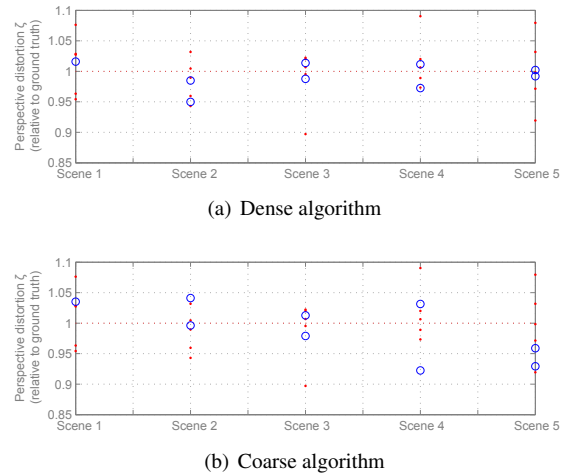 Perspective distortion ζ
(relative to ground truth)
1.1
1.05
1
0.95
0.9
0.85
Scene 1 Scene 2 Scene 3 Scene 4 Scene 5
(a) Dense algorithm
Perspective distortion ζ
(relative to ground truth)
1.1
1.05
1
0.95
0.9
0.85
Scene 1 Scene 2 Scene 3 Scene 4 Scene 5
(b) Coarse algorithm